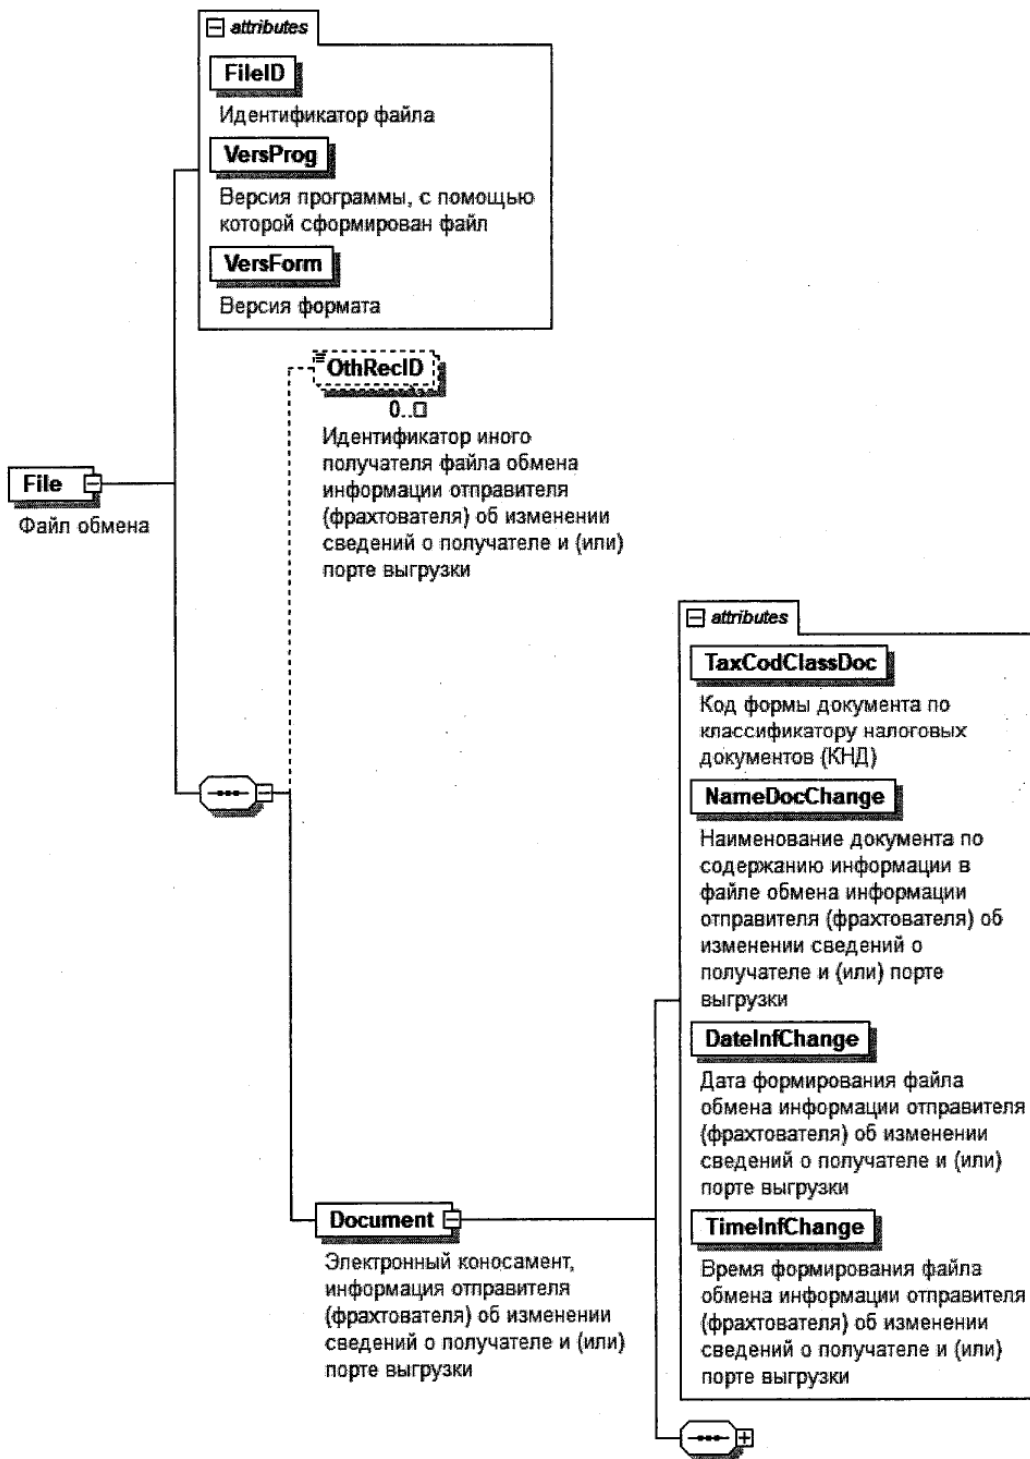 attributes
FileID
Идентификатор файла
VersProg
Версия программы, с помощью
которой сформирован файл
VersForm
Версия формата
OthRecID
0..
Идентификатор иного
получателя файла обмена
информации отправителя
(фрахтователя) об изменении
сведений о получателе и (или)
порте выгрузки
File
Файл обмена
attributes
TaxCodClassDoc
Код формы документа по
классификатору налоговых
документов (КНД)
NameDocChange
Наименование документа по
содержанию информации в
файле обмена информации
отправителя (фрахтователя) об
изменении сведений о
получателе и (или) порте
выгрузки
DateInfChange
Дата формирования файла
обмена информации отправителя
(фрахтователя) об изменении
сведений о получателе и (или)
порте выгрузки
TimeInfChange
Время формирования файла
обмена информации отправителя
(фрахтователя) об изменении
сведений о получателе и (или)
порте выгрузки
Document
Электронный коносамент,
информация отправителя
(фрахтователя) об изменении
сведений о получателе и (или)
порте выгрузки